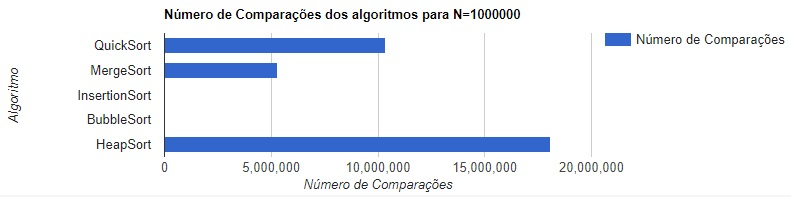 Número de Comparações dos algoritmos para N=1000000
Número de Comparações
Algoritmo
QuickSort
MergeSort
InsertionSort
BubbleSort
HeapSort
0 5,000,000 10,000,000 15,000,000 20,000,000
Número de Comparações